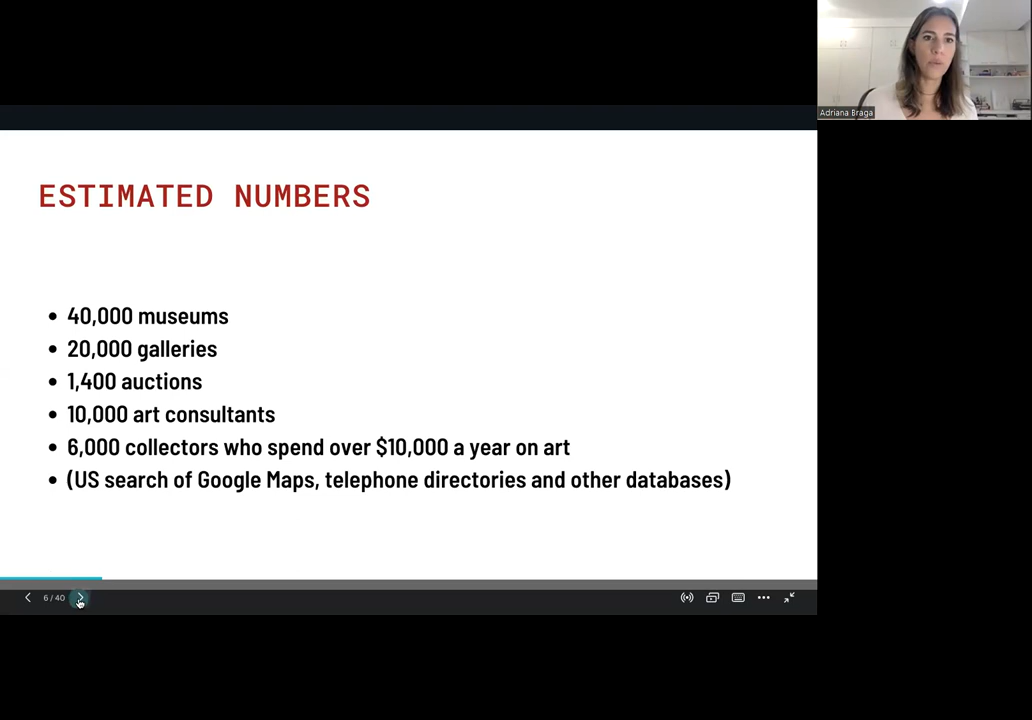 Adriana Braga
ESTIMATED NUMBERS
• 40,000 museums
• 20,000 galleries
• 1,400 auctions
• 10,000 art consultants
• 6,000 collectors who spend over $10,000 a year on art
• (US search of Google Maps, telephone directories and other databases)
6 / 40